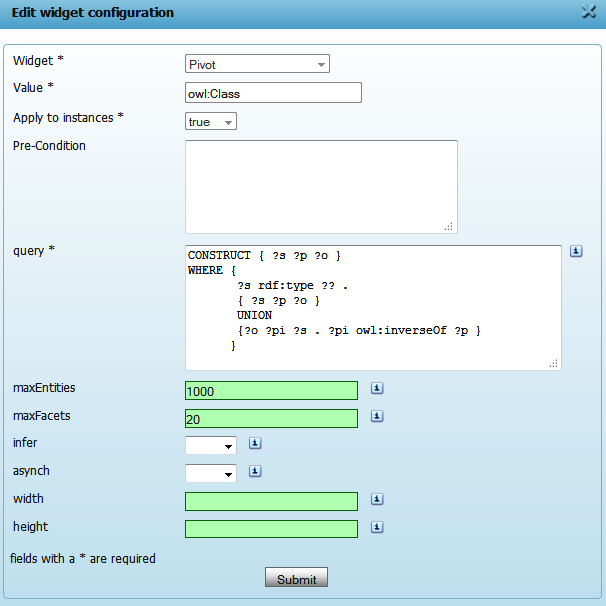 Edit widget configuration
Widget *
Pivot
Value *
owl:Class
Apply to instances *
true
Pre-Condition
query *
CONSTRUCT { ?s ?p ?o }
WHERE {
?s rdf:type ?? .
{ ?s ?p ?o }
UNION
{?o ?pi ?s . ?pi owl:inverseOf ?p }
}
maxEntities
1000
maxFacets
20
infer
asynch
width
height
fields with a * are required
Submit